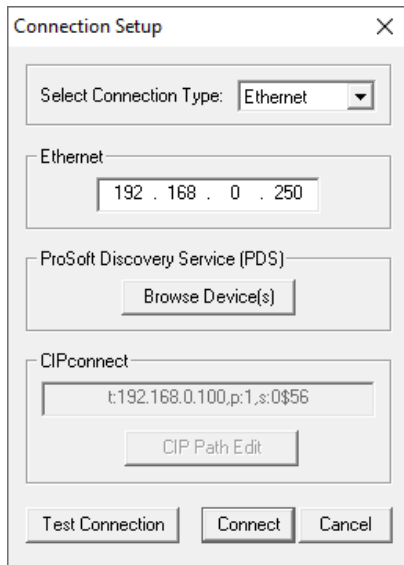 Connection Setup
Select Connection Type: Ethernet
Ethernet
192 . 168 . 0 . 250
ProSoft Discovery Service (PDS)
Browse Device(s)
CIPconnect
t:192.168.0.100,p:1,s:0$56
CIP Path Edit
Test Connection Connect Cancel